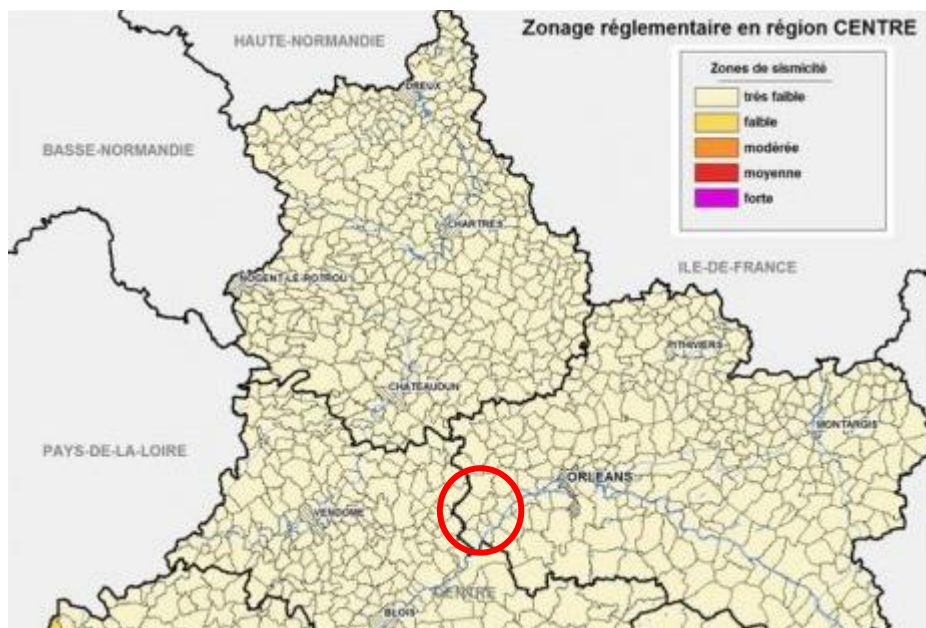 Zonage réglementaire en région CENTRE
HAUTE-NORMANDIE
Zones de sismicité
très faible
faible
modérée
moyenne
forte
DREUX
BASSE-NORMANDIE
CHARTRES
ILE-DE-FRANCE
NOGENT-LE-ROTROU
PITHIVIERS
CHATEAUDUN
MONTARGIS
PAYS-DE-LA-LOIRE
ORLEANS
VENDOME
CENTRE
BLOIS